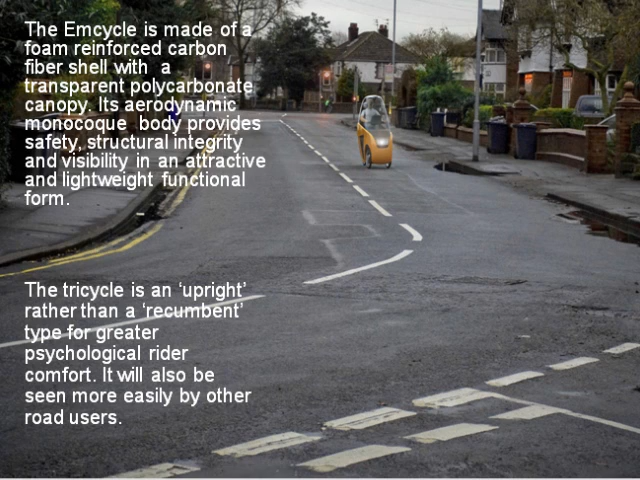 The Emcycle is made of a
foam reinforced carbon
fiber shell with a
transparent polycarbonate
canopy. Its aerodynamic
monocoque body provides
safety, structural integrity
and visibility in an attractive
and lightweight functional
form.
The tricycle is an ‘upright’
rather than a ‘recumbent’
type for greater
psychological rider
comfort. It will also be
seen more easily by other
road users.